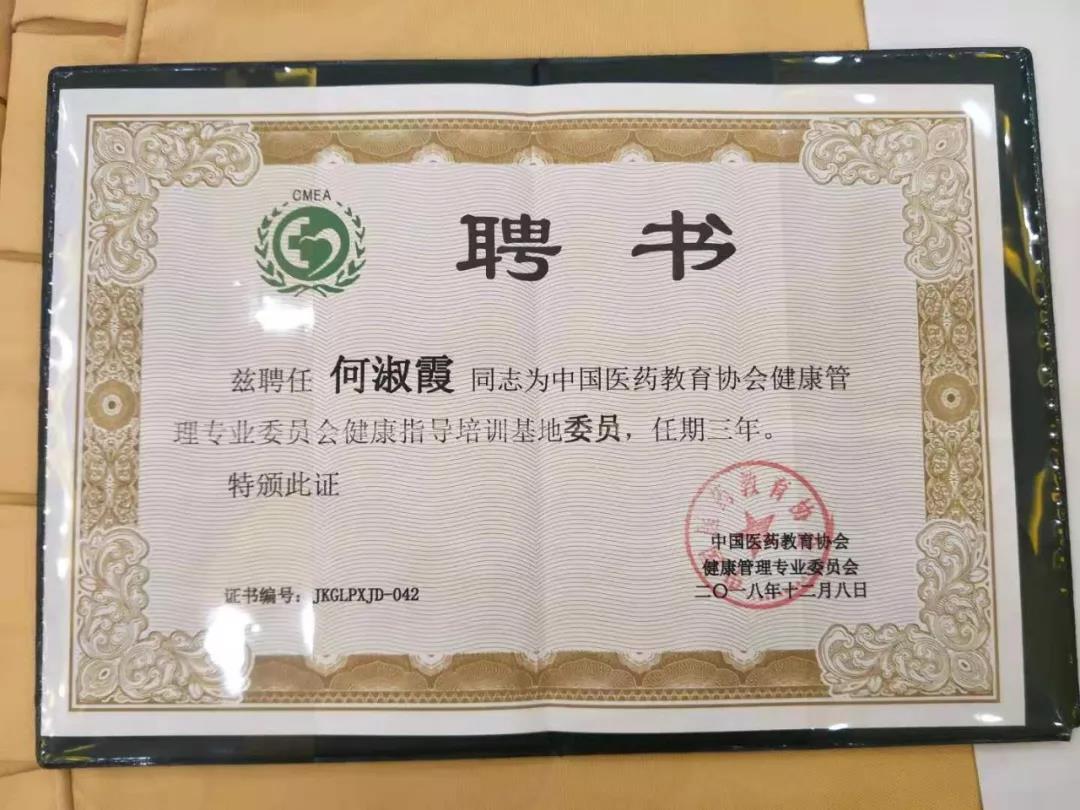 CMEA
聘书
兹聘任 何淑霞 同志为中国医药教育协会健康管
理专业委员会健康指导培训基地委员，任期三年。
特颁此证
中国医药教育协会
健康管理专业委员会
证书编号：JKGLPXJD-042
二〇一八年十二月八日